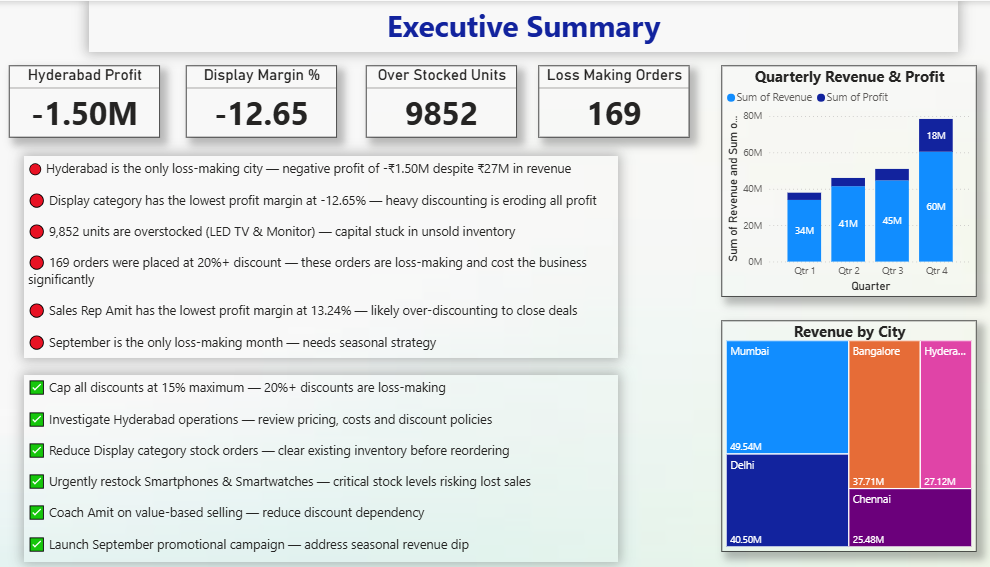 Executive Summary
Hyderabad Profit
-1.50M
Display Margin %
-12.65
Over Stocked Units
9852
Loss Making Orders
169
Hyderabad is the only loss-making city — negative profit of -₹1.50M despite ₹27M in revenue
Display category has the lowest profit margin at -12.65% — heavy discounting is eroding all profit
9,852 units are overstocked (LED TV & Monitor) — capital stuck in unsold inventory
169 orders were placed at 20%+ discount — these orders are loss-making and cost the business
significantly
Sales Rep Amit has the lowest profit margin at 13.24% — likely over-discounting to close deals
September is the only loss-making month — needs seasonal strategy
Cap all discounts at 15% maximum — 20%+ discounts are loss-making
Investigate Hyderabad operations — review pricing, costs and discount policies
Reduce Display category stock orders — clear existing inventory before reordering
Urgently restock Smartphones & Smartwatches — critical stock levels risking lost sales
Coach Amit on value-based selling — reduce discount dependency
Launch September promotional campaign — address seasonal revenue dip
Quarterly Revenue & Profit
Sum of Revenue Sum of Profit
Sum of Revenue and Sum o...
80M
60M
40M
20M
0M
34M
41M
45M
60M
18M
Qtr 1 Qtr 2 Qtr 3 Qtr 4
Quarter
Revenue by City
Mumbai
49.54M
Delhi
40.50M
Bangalore
37.71M
Hydera...
27.12M
Chennai
25.48M